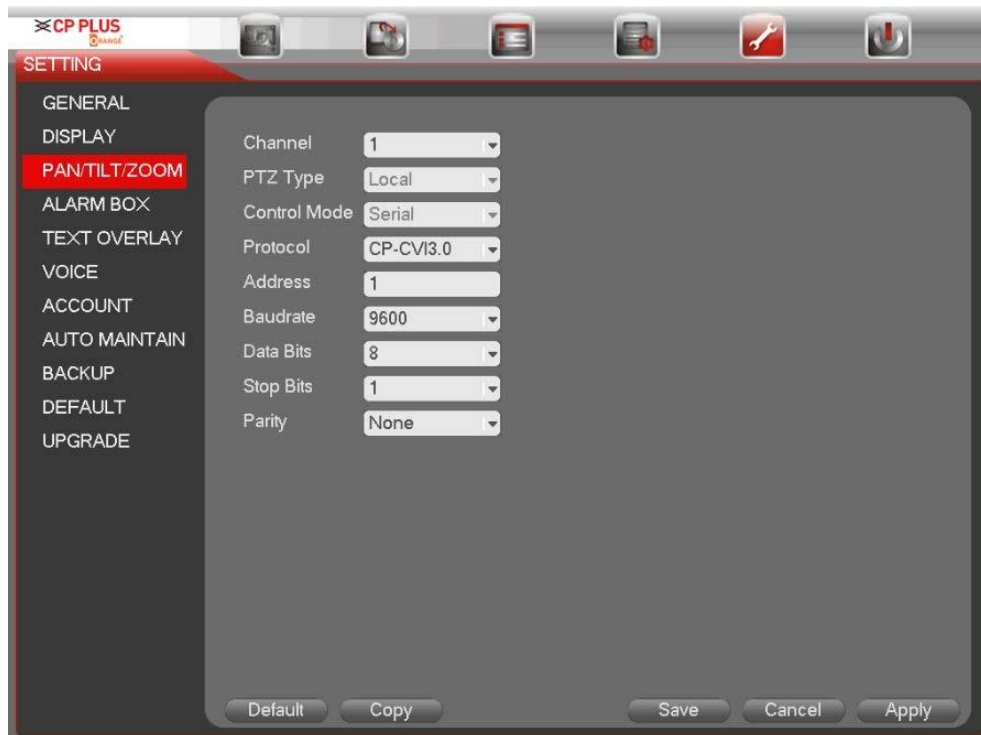 CP PLUS
ORANGE
SETTING
GENERAL
DISPLAY
PAN/TILT/ZOOM
ALARM BOX
TEXT OVERLAY
VOICE
ACCOUNT
AUTO MAINTAIN
BACKUP
DEFAULT
UPGRADE
Channel 1
PTZ Type Local
Control Mode Serial
Protocol CP-CVI3.0
Address 1
Baudrate 9600
Data Bits 8
Stop Bits 1
Parity None
Default Copy Save Cancel Apply